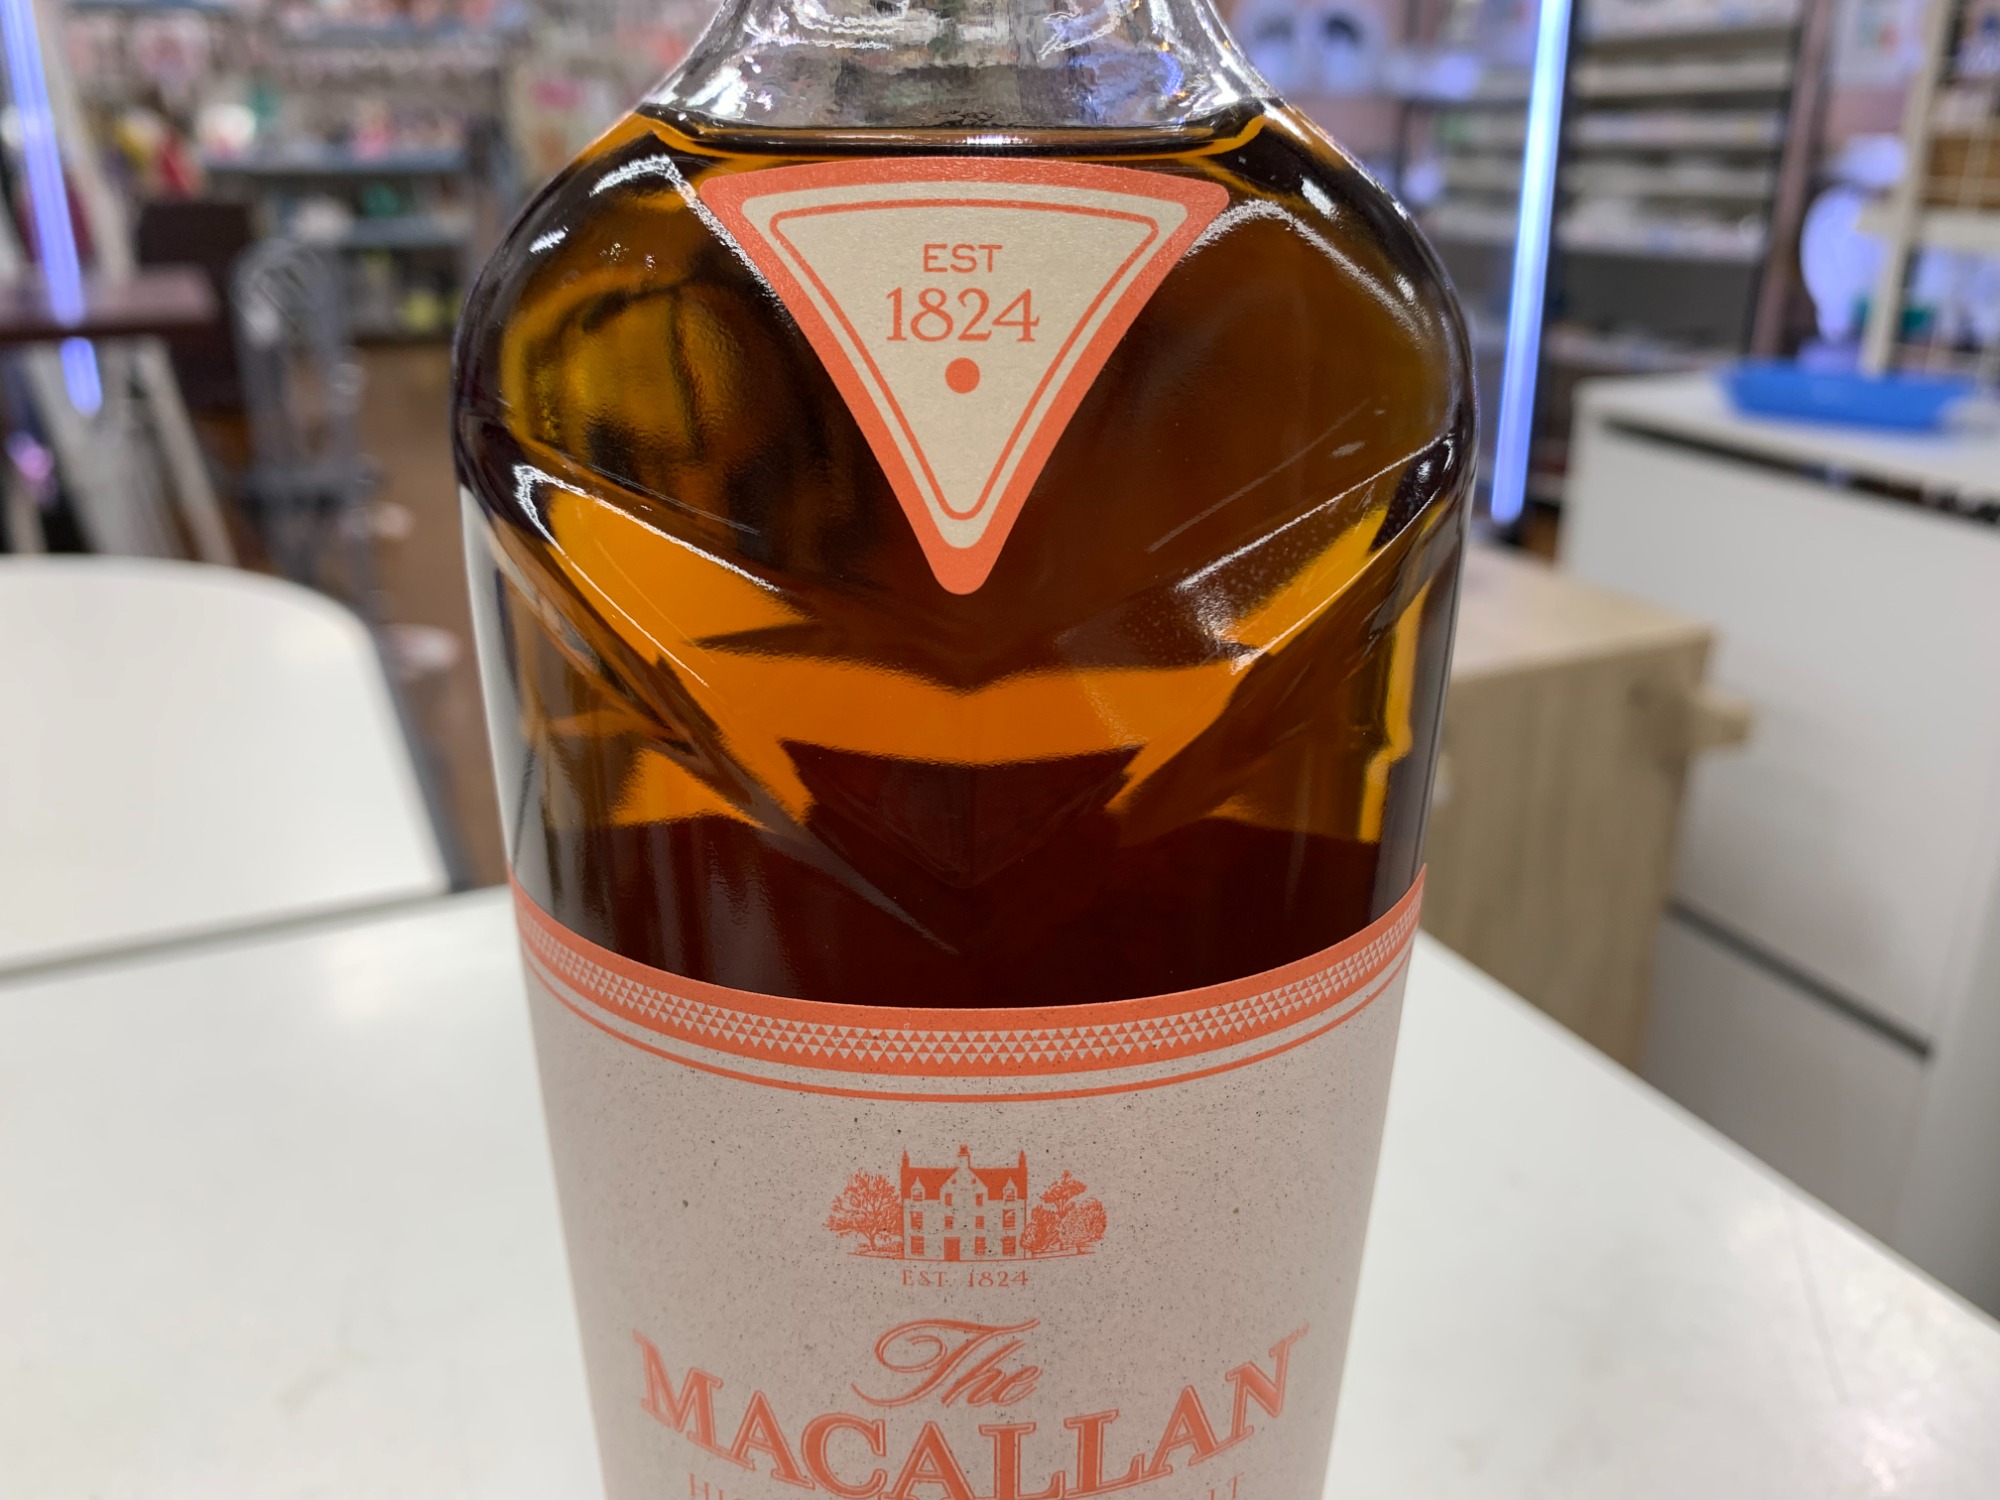 EST
1824
EST. 1824
The
MACALLAN